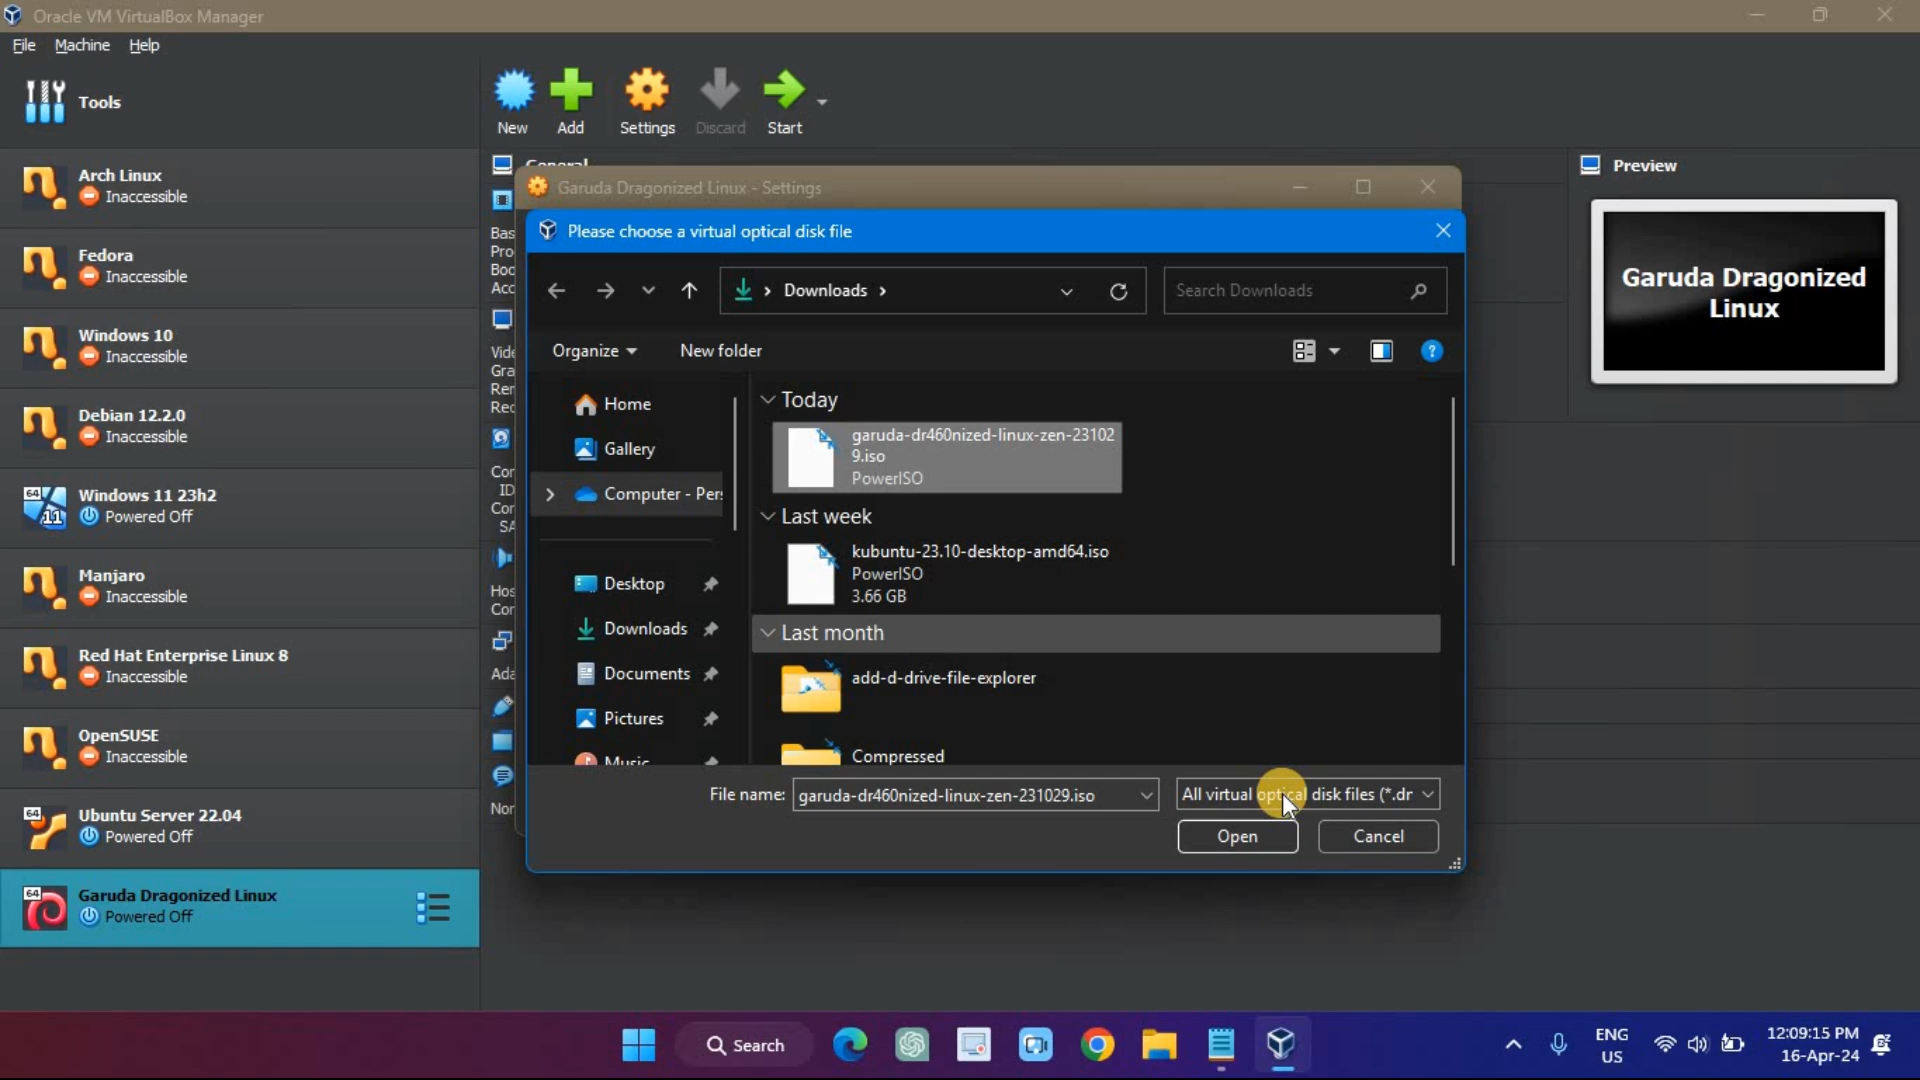 Oracle VM VirtualBox Manager
File Machine Help
Tools
New Add Settings Discard Start
Arch Linux
Inaccessible
Fedora
Inaccessible
Windows 10
Inaccessible
Debian 12.2.0
Inaccessible
64
11
Windows 11 23h2
Powered Off
Manjaro
Inaccessible
Red Hat Enterprise Linux 8
Inaccessible
OpenSUSE
Inaccessible
64
Ubuntu Server 22.04
Powered Off
64
Garuda Dragonized Linux
Powered Off
General
Preview
Garuda Dragonized
Linux
Garuda Dragonized Linux - Settings
Please choose a virtual optical disk file
Downloads
Search Downloads
Organize New folder
Home
Gallery
Computer - Per
Desktop
Downloads
Documents
Pictures
Music
Today
garuda-dr460nized-linux-zen-23102
9.iso
PowerISO
Last week
kubuntu-23.10-desktop-amd64.iso
PowerISO
3.66 GB
Last month
add-d-drive-file-explorer
Compressed
File name: garuda-dr460nized-linux-zen-231029.iso All virtual optical disk files (*.dr
Open Cancel
Search
ENG
US
12:09:15 PM
16-Apr-24